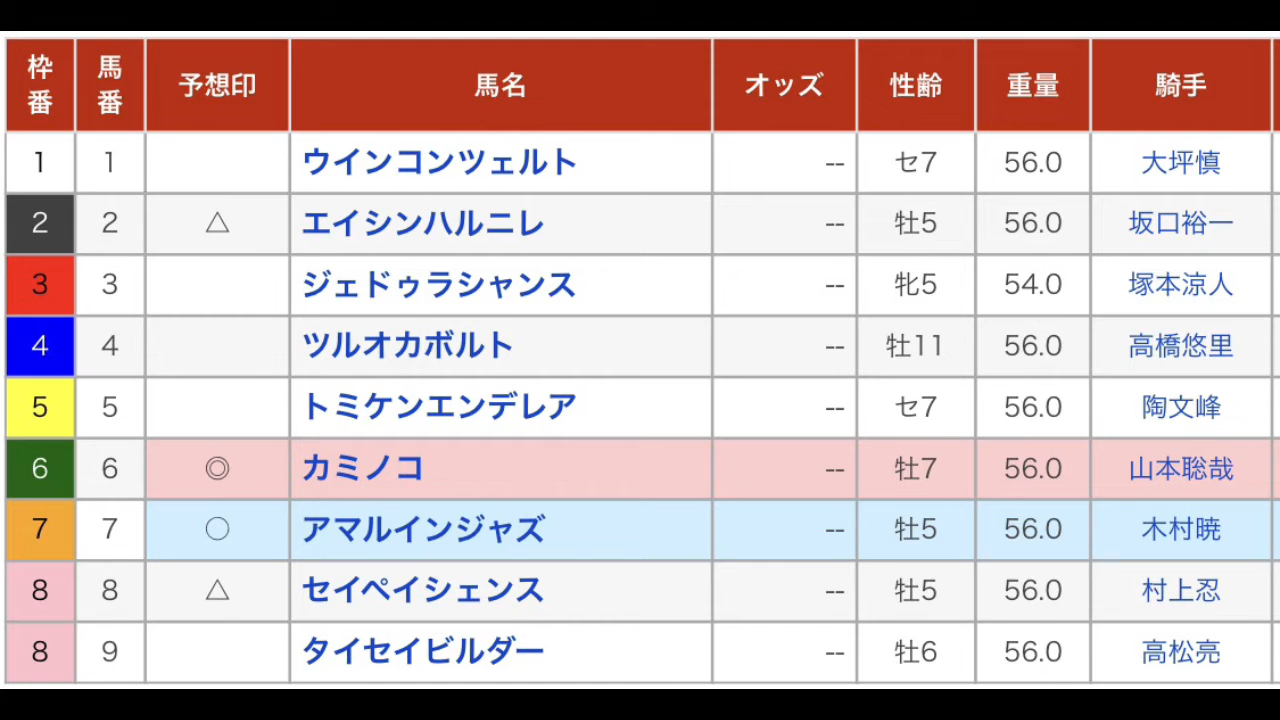 枠番 馬番 予想印 馬名 オッズ 性齢 重量 騎手
1 1 ウインコンツェルト -- セ7 56.0 大坪慎
2 2 △ エイシンハルニレ -- 牡5 56.0 坂口裕一
3 3 ジェドゥラシャンス -- 牝5 54.0 塚本涼人
4 4 ツルオカボルト -- 牡11 56.0 高橋悠里
5 5 トミケンエンデレア -- セ7 56.0 陶文峰
6 6 ◎ カミノコ -- 牡7 56.0 山本聡哉
7 7 ○ アマルインジャズ -- 牡5 56.0 木村暁
8 8 △ セイペイシェンス -- 牡5 56.0 村上忍
8 9 タイセイビルダー -- 牡6 56.0 高松亮